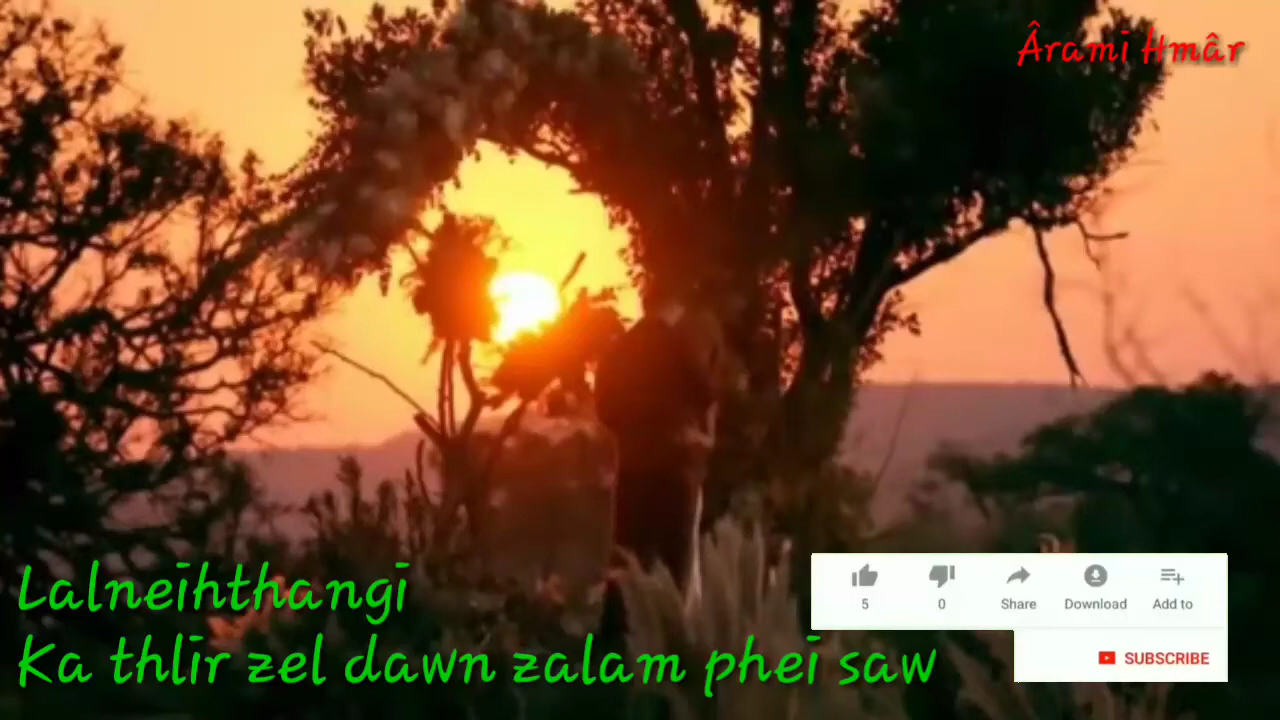 Ârami Hmâr
Lalneihthangi
Ka thlir zel dawn zalam phei saw
5 0 Share Download Add to
SUBSCRIBE